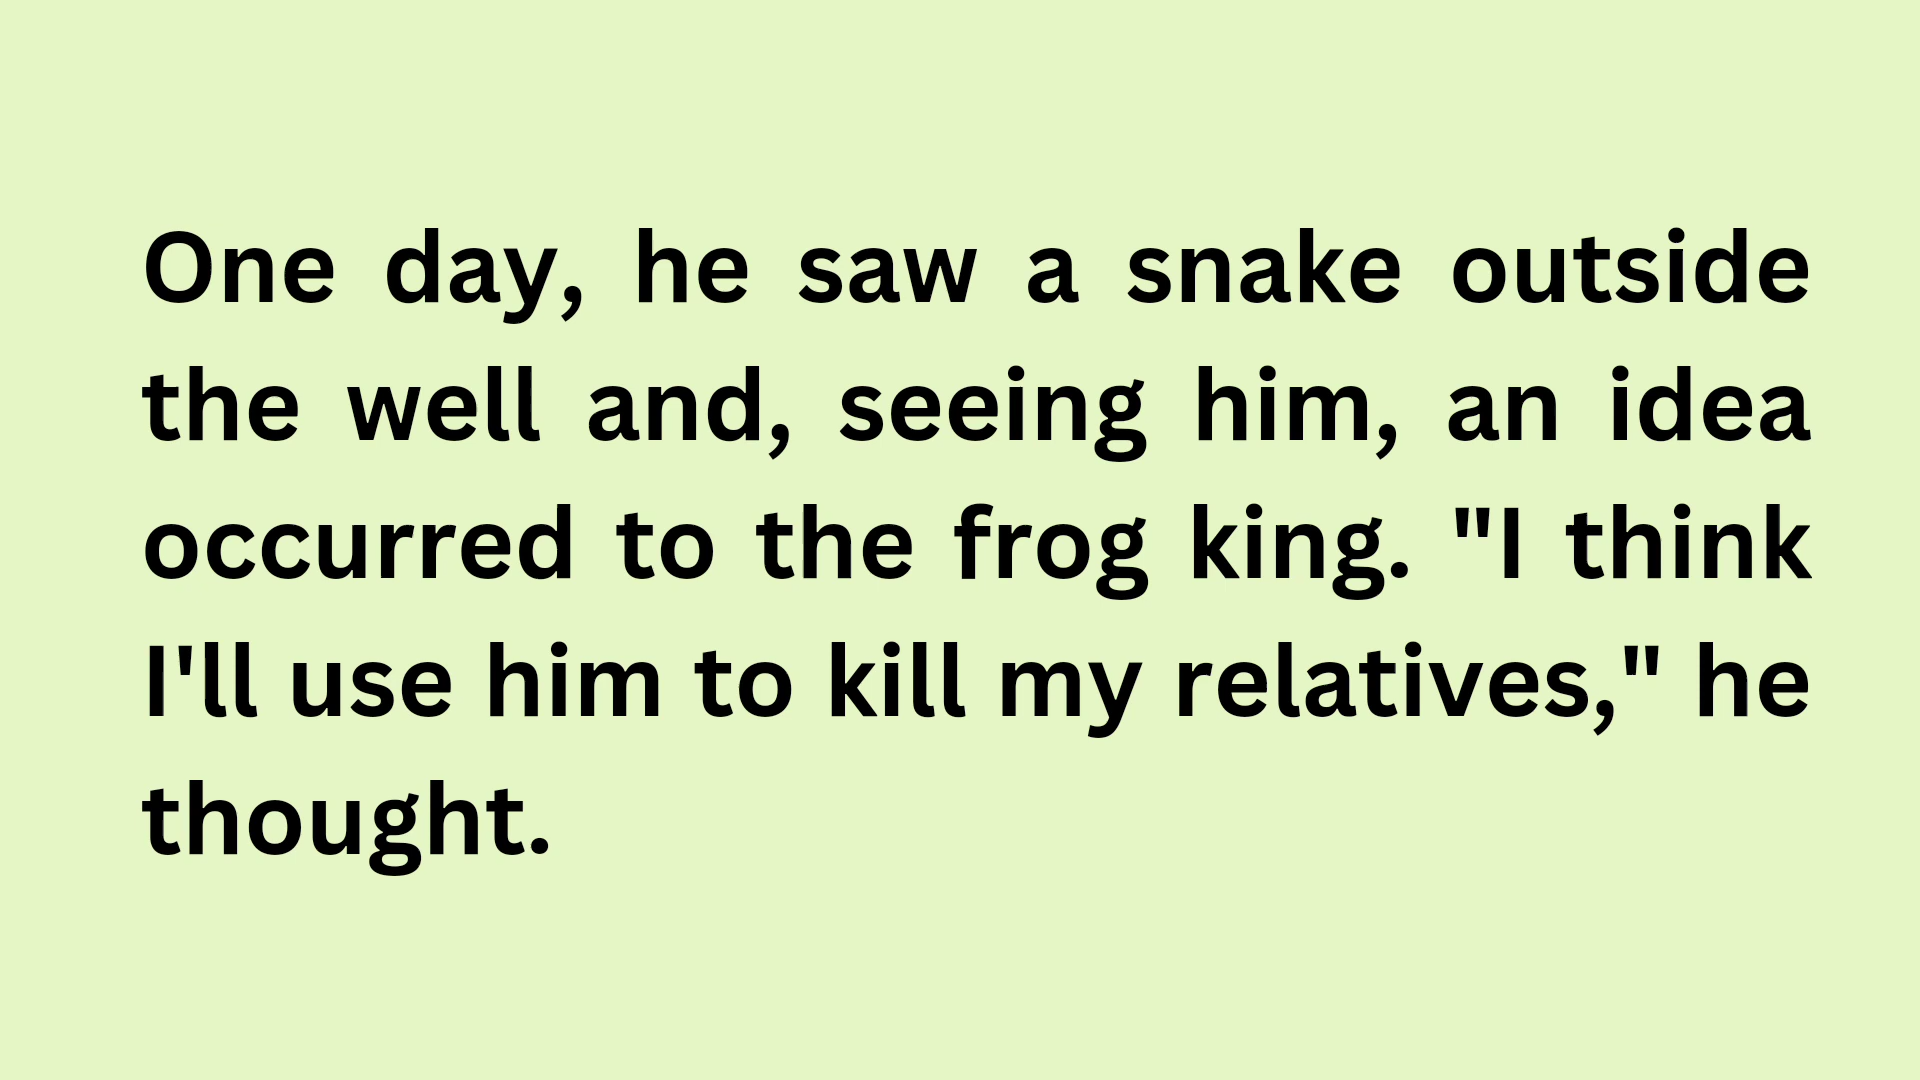 One day, he saw a snake outside
the well and, seeing him, an idea
occurred to the frog king. "I think
I'll use him to kill my relatives," he
thought.